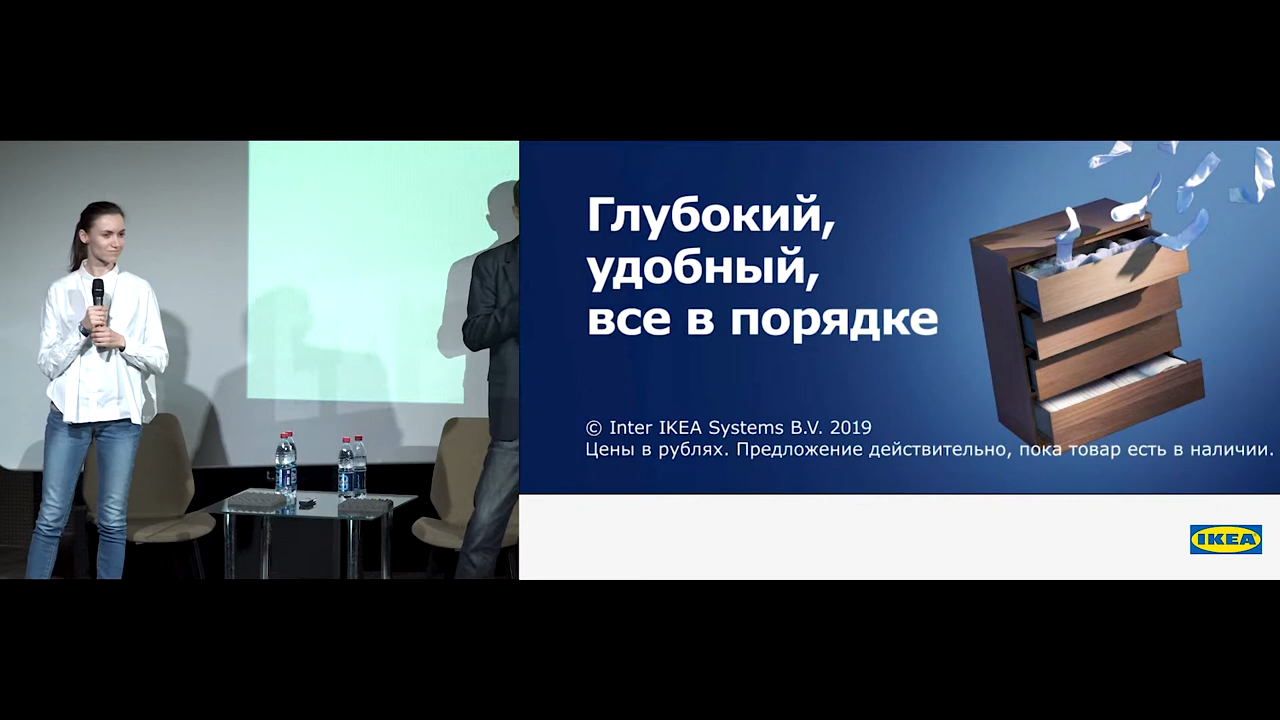 Глубокий,
удобный,
все в порядке
© Inter IKEA Systems B.V. 2019
Цены в рублях. Предложение действительно, пока товар есть в наличии.
IKEA